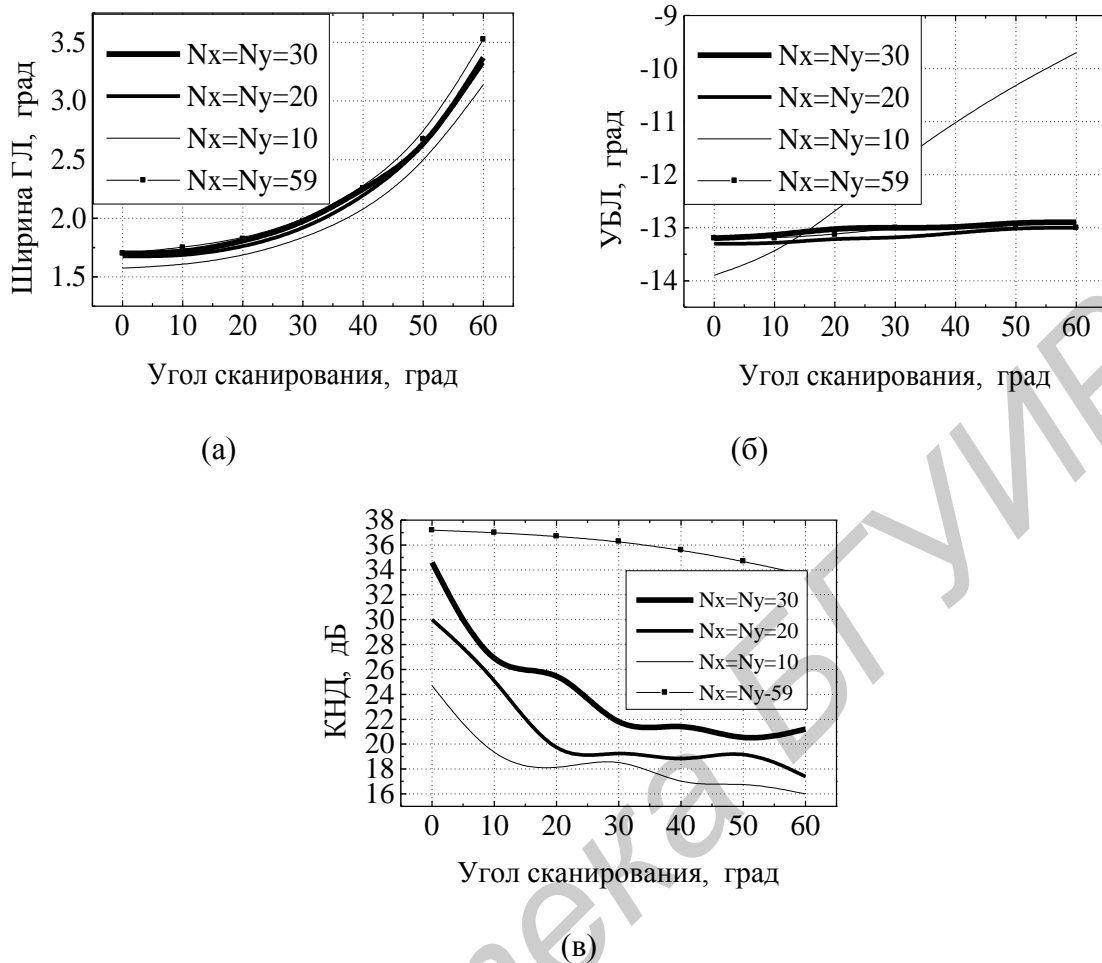 Ширина ГЛ, град
3.5
3.0
2.5
2.0
1.5
Nx=Ny=30
Nx=Ny=20
Nx=Ny=10
Nx=Ny=59
0 10 20 30 40 50 60
Угол сканирования, град
(а)
УБЛ, град
-9
-10
-11
-12
-13
-14
Nx=Ny=30
Nx=Ny=20
Nx=Ny=10
Nx=Ny=59
0 10 20 30 40 50 60
Угол сканирования, град
(б)
КНД, дБ
38
36
34
32
30
28
26
24
22
20
18
16
Nx=Ny=30
Nx=Ny=20
Nx=Ny=10
Nx=Ny-59
0 10 20 30 40 50 60
Угол сканирования, град
(в)
тека БГУИР